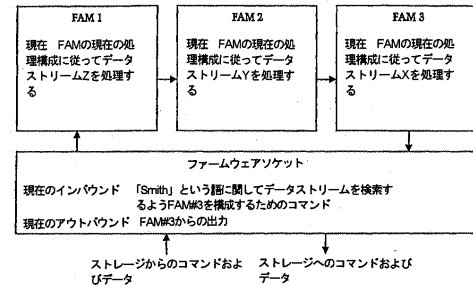 FAM 1
現在　FAMの現在の処
理構成に従ってデータ
ストリームZを処理す
る
FAM 2
現在　FAMの現在の処
理構成に従ってデータ
ストリームYを処理す
る
FAM 3
現在　FAMの現在の処
理構成に従ってデータ
ストリームXを処理す
る
ファームウェアソケット
現在のインバウンド　「Smith」という語に関してデータストリームを検索す
るようFAM#3を構成するためのコマンド
現在のアウトバウンド　FAM#3からの出力
ストレージからのコマンドおよ
びデータ
ストレージへのコマンドおよび
データ